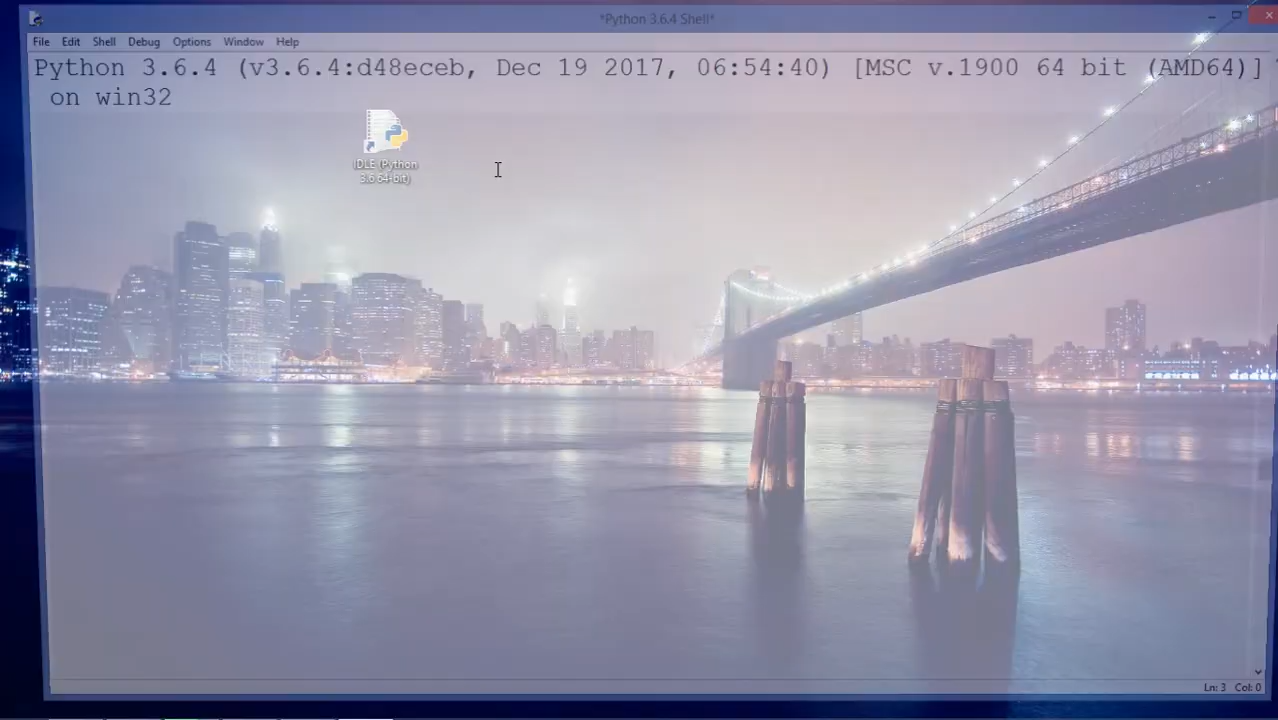 *Python 3.6.4 Shell*
File Edit Shell Debug Options Window Help
Python 3.6.4 (v3.6.4:d48eceb, Dec 19 2017, 06:54:40) [MSC v.1900 64 bit (AMD64)]
on win32
IDLE (Python
3.6 64-bit)
Ln: 3 Col: 0